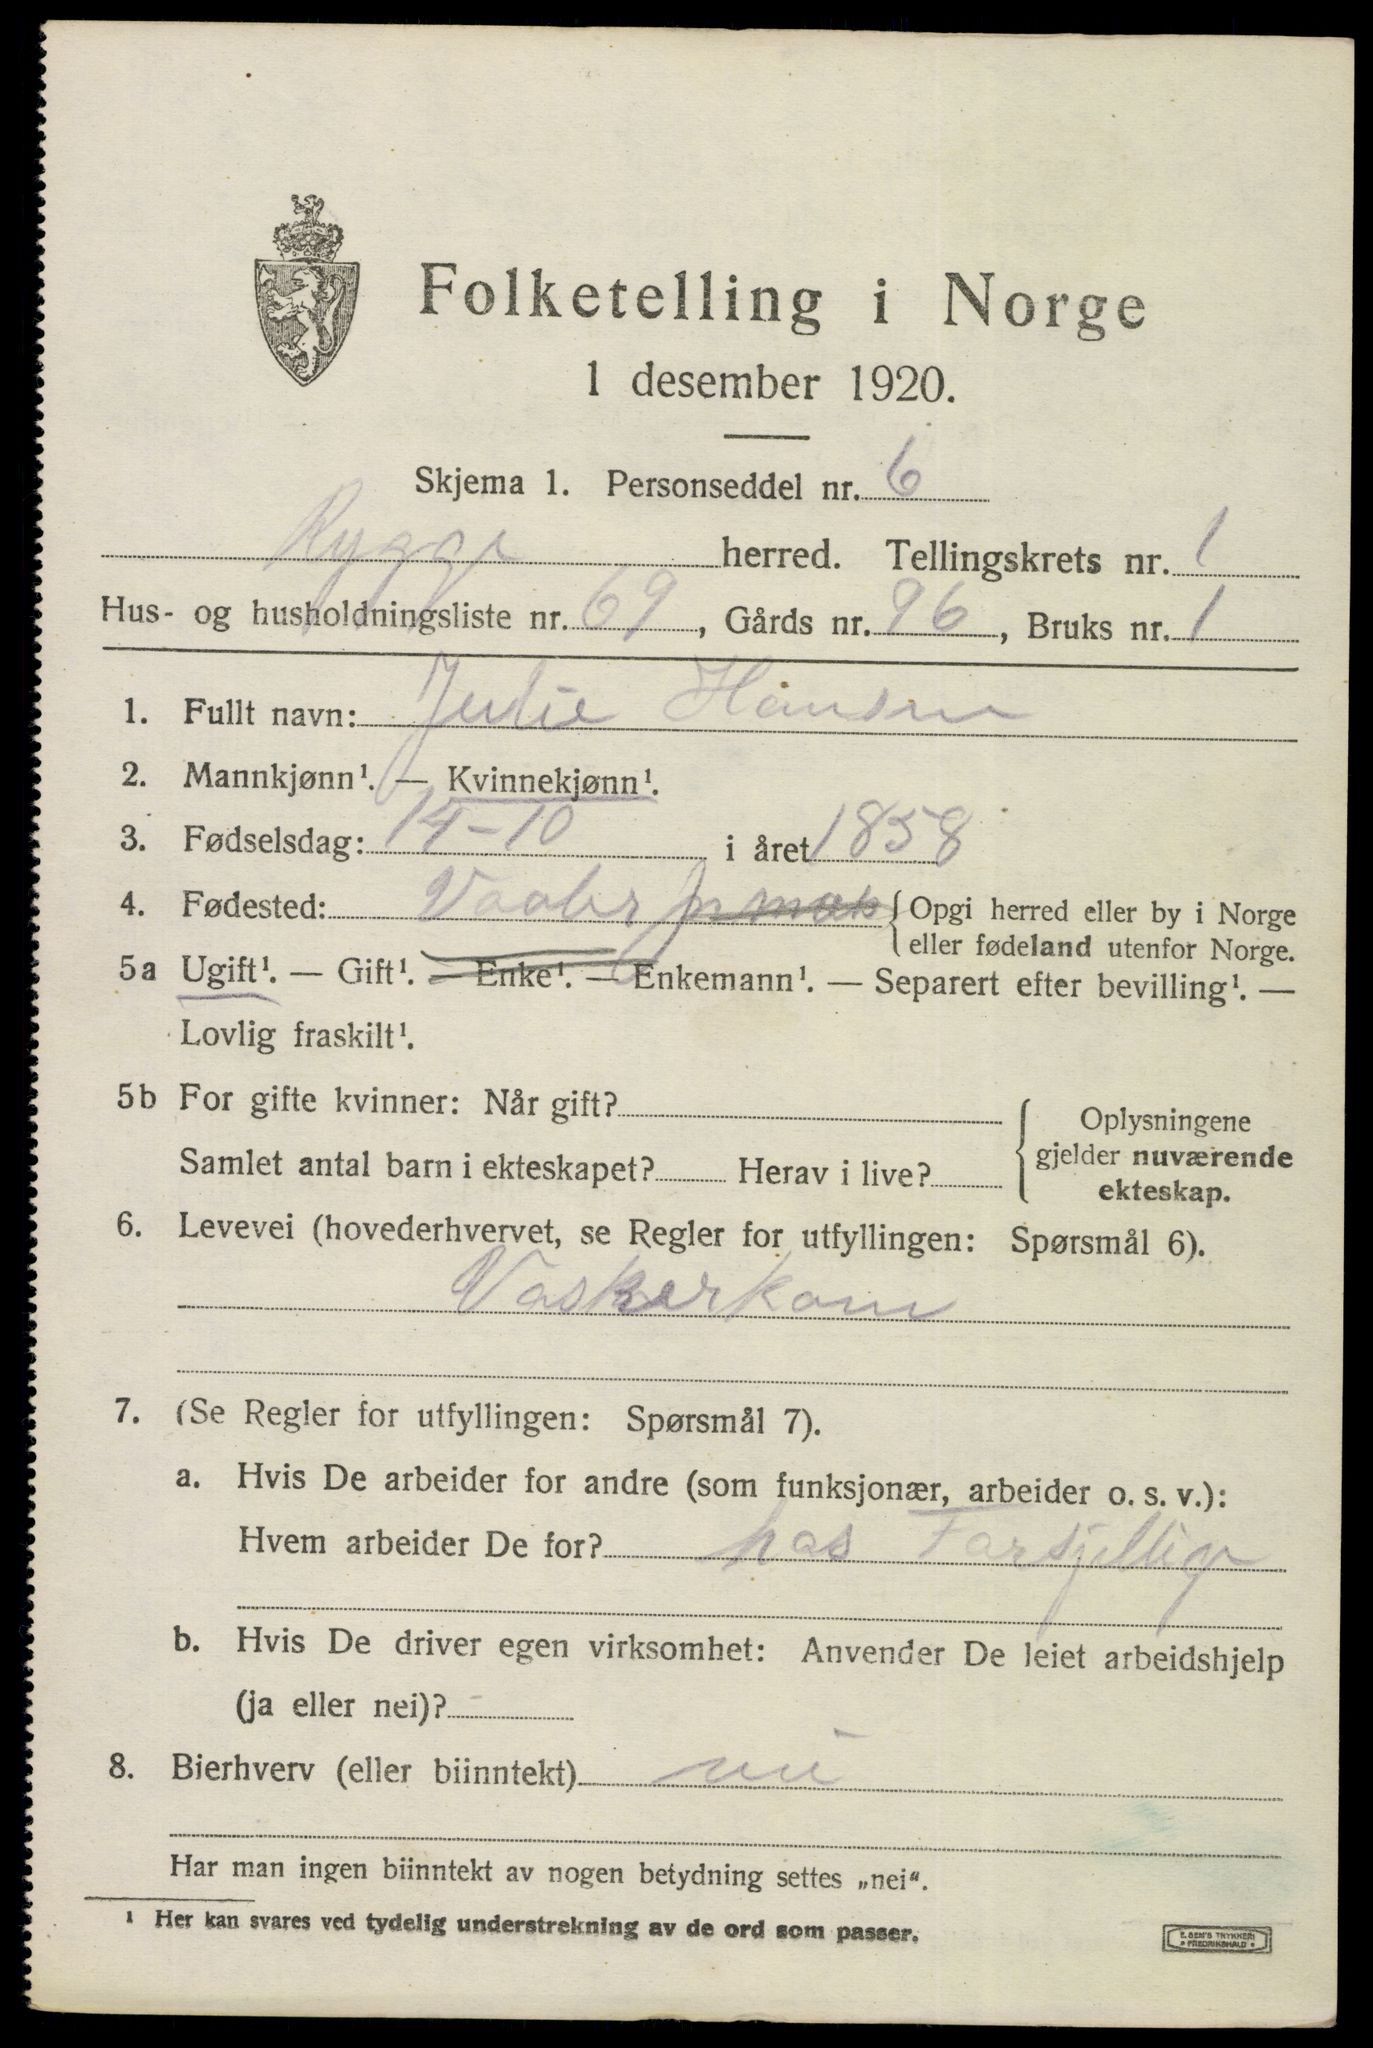 Folketelling i Norge
1 desember 1920.
Skjema 1. Personseddel nr. 6
Rygge herred. Tellingskrets nr. 1
Hus- og husholdningsliste nr. 69, Gårds nr. 96, Bruks nr. 1
1. Fullt navn: Julie Hansen
2. Mannkjønn¹. — Kvinnekjønn¹.
3. Fødselsdag: 14-10 i året 1858
4. Fødested: Vaaler { Opgi herred eller by i Norge
eller fødeland utenfor Norge.
5a Ugift¹. — Gift¹. — Enke¹. — Enkemann¹. — Separert efter bevilling¹. —
Lovlig fraskilt¹.
5b For gifte kvinner: Når gift? { Oplysningene
gjelder nuværende
ekteskap.
Samlet antal barn i ekteskapet? Herav i live?
6. Levevei (hovederhvervet, se Regler for utfyllingen: Spørsmål 6).
Vaskerkone
7. (Se Regler for utfyllingen: Spørsmål 7).
a. Hvis De arbeider for andre (som funksjonær, arbeider o. s. v.):
Hvem arbeider De for? hos Forsjellige
b. Hvis De driver egen virksomhet: Anvender De leiet arbeidshjelp
(ja eller nei)?
8. Bierhverv (eller biinntekt) nei
Har man ingen biinntekt av nogen betydning settes „nei".
¹ Her kan svares ved tydelig understrekning av de ord som passer.
E. SEM'S TRYKKERI
• FREDRIKSHALD •